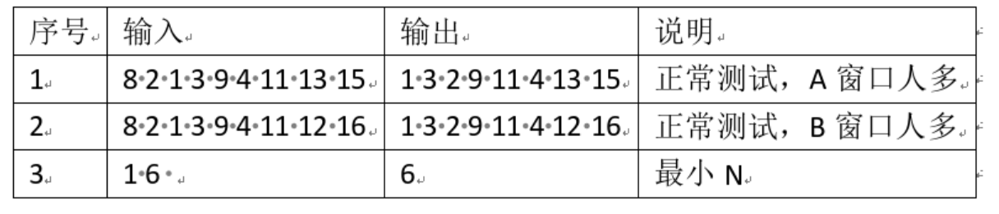 序号 输入 输出 说明
1 8·2·1·3·9·4·11·13·15 1·3·2·9·11·4·13·15 正常测试，A 窗口人多
2 8·2·1·3·9·4·11·12·16 1·3·2·9·11·4·12·16 正常测试，B 窗口人多
3 1·6· 6 最小 N